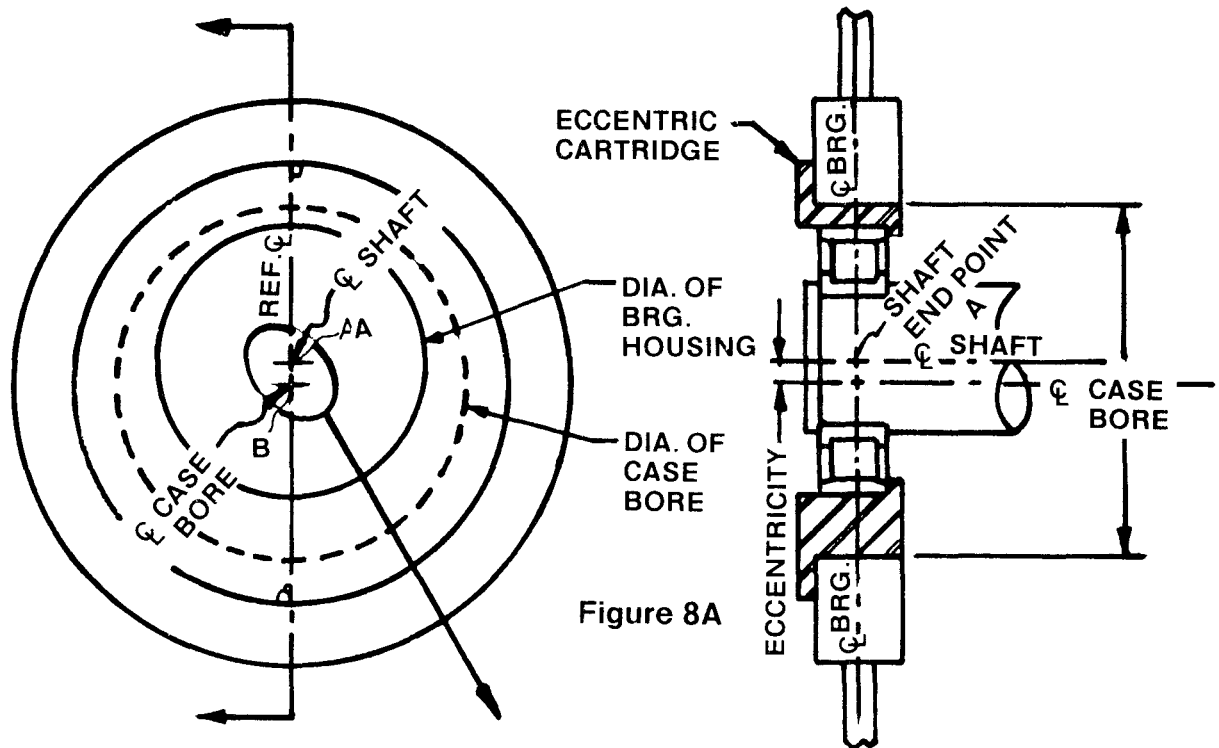 REF. ℄
℄ SHAFT
AA
B
℄ CASE
BORE
DIA. OF
BRG.
HOUSING
DIA. OF
CASE
BORE
ECCENTRIC
CARTRIDGE
℄ BRG.
SHAFT
END POINT
A
℄ SHAFT
℄ CASE
BORE
ECCENTRICITY
℄ BRG.
Figure 8A